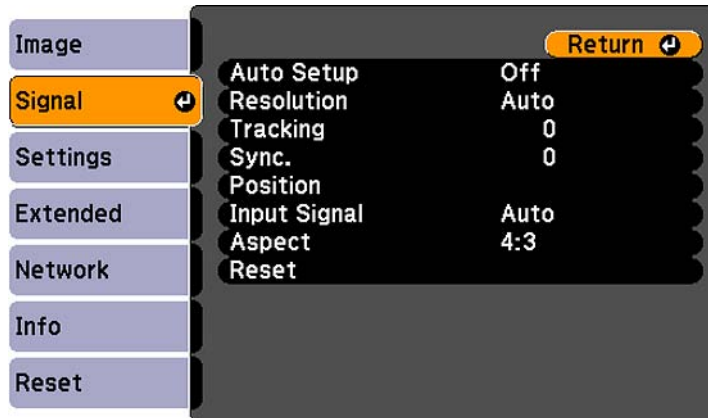 Image
Signal
Settings
Extended
Network
Info
Reset
Return
Auto Setup Off
Resolution Auto
Tracking 0
Sync. 0
Position
Input Signal Auto
Aspect 4:3
Reset